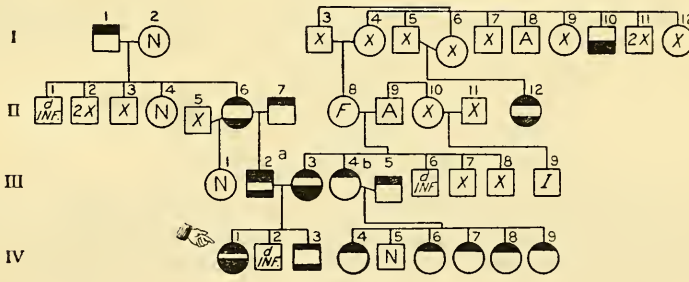 1 2 3 4 5 6 7 8 9 10 11 12
I N X X X X X A X 2X X
1 2 3 4 5 6 7 8 9 10 11 12
II d 2X X N X F A X X
INF.
1 2 a 3 4 b 5 6 7 8 9
III N d X X I
INF.
1 2 3 4 5 6 7 8 9
IV d N
INF.